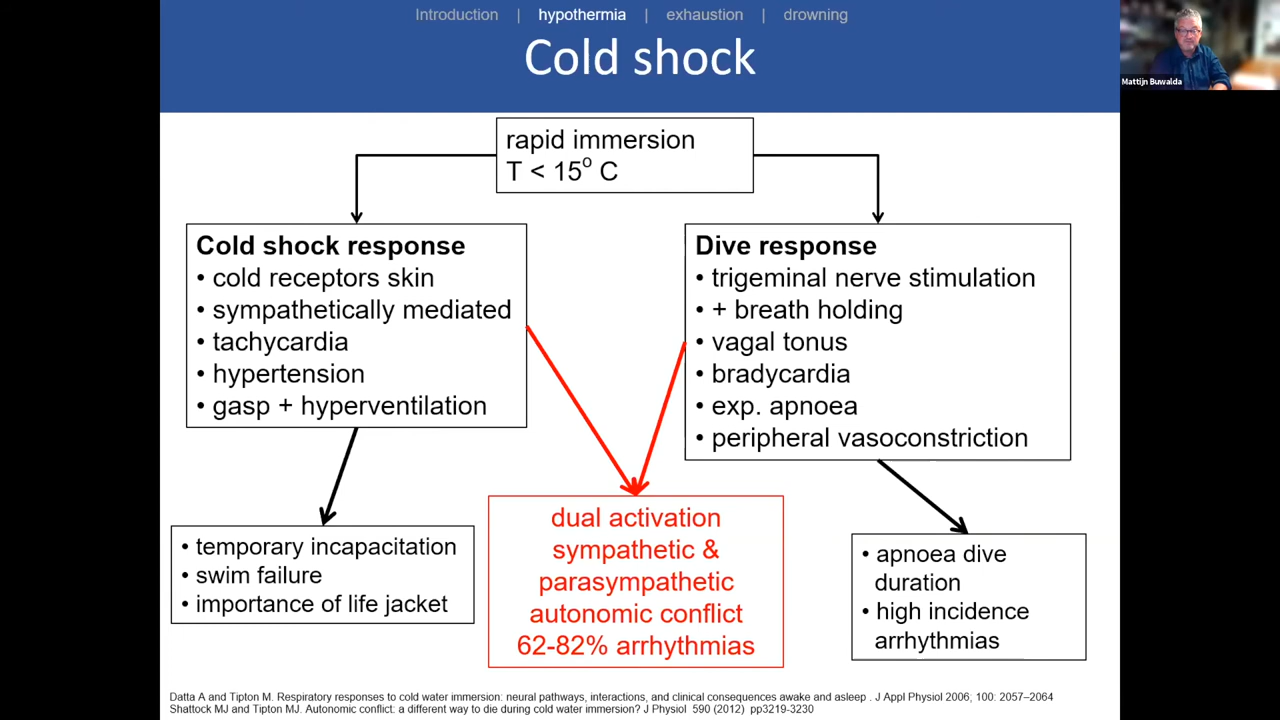 Introduction | hypothermia | exhaustion | drowning
Cold shock
Mattijn Buwalda
rapid immersion
T < 15° C
Cold shock response
• cold receptors skin
• sympathetically mediated
• tachycardia
• hypertension
• gasp + hyperventilation
Dive response
• trigeminal nerve stimulation
• + breath holding
• vagal tonus
• bradycardia
• exp. apnoea
• peripheral vasoconstriction
• temporary incapacitation
• swim failure
• importance of life jacket
dual activation
sympathetic &
parasympathetic
autonomic conflict
62-82% arrhythmias
• apnoea dive
duration
• high incidence
arrhythmias
Datta A and Tipton M. Respiratory responses to cold water immersion: neural pathways, interactions, and clinical consequences awake and asleep . J Appl Physiol 2006; 100: 2057–2064
Shattock MJ and Tipton MJ. Autonomic conflict: a different way to die during cold water immersion? J Physiol 590 (2012) pp3219-3230